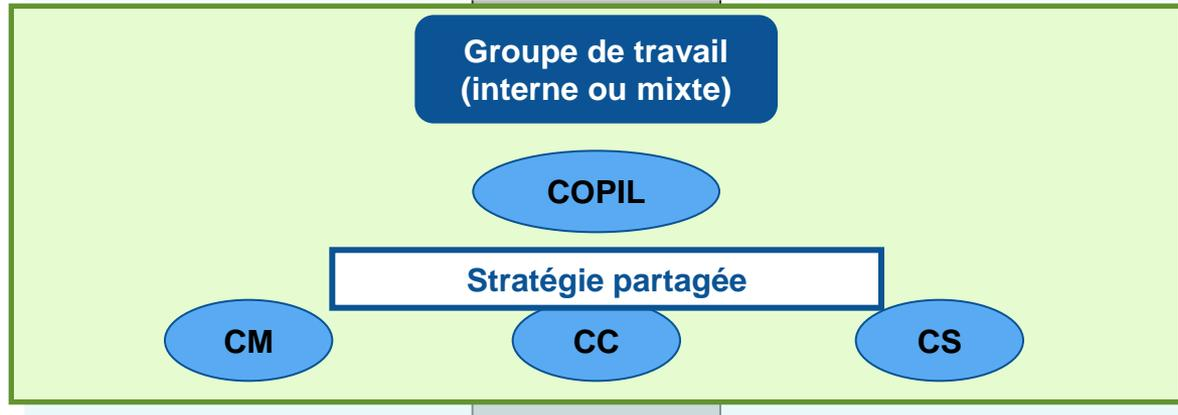 Groupe de travail
(interne ou mixte)
COPIL
Stratégie partagée
CM
CC
CS